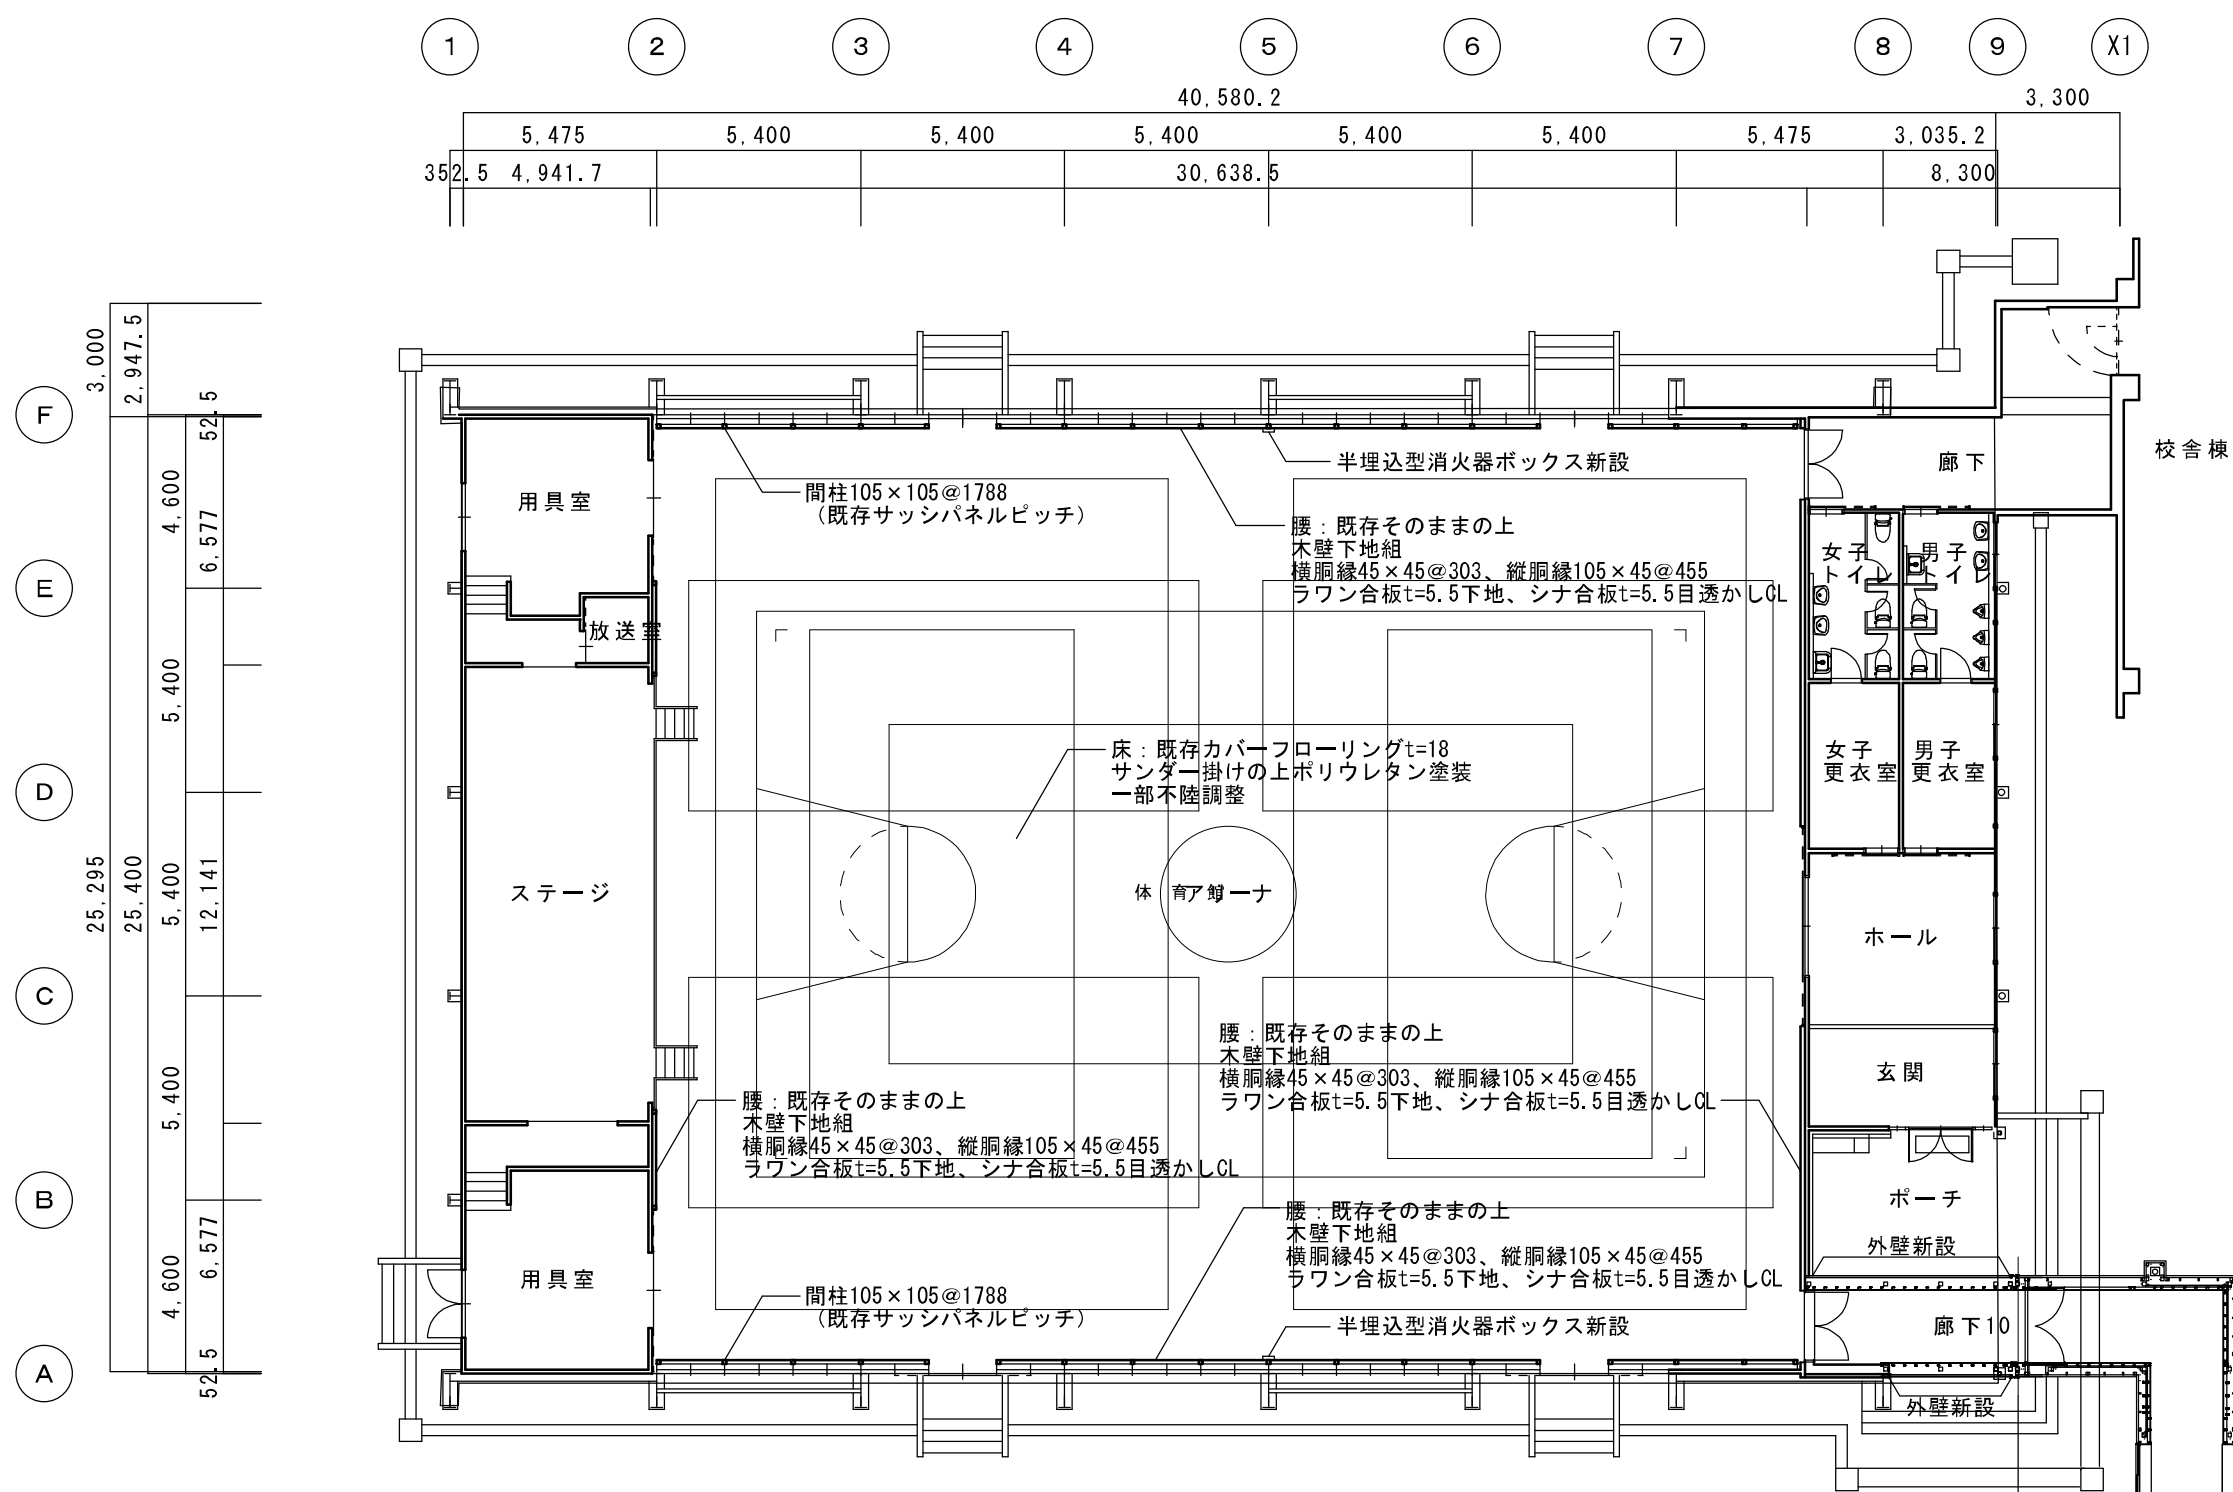 1 2 3 4 5 6 7 8 9 X1
40,580.2 3,300
5,475 5,400 5,400 5,400 5,400 5,400 5,475 3,035.2
352.5 4,941.7 30,638.5 8,300
3,000
2,947.5
52.5
4,600
6,577
5,400
25,295
25,400
5,400
12,141
5,400
4,600
6,577
52.5
F
E
D
C
B
A
校舎棟
廊下
半埋込型消火器ボックス新設
用具室
間柱105×105@1788
(既存サッシパネルピッチ)
腰:既存そのままの上
木壁下地組
横胴縁45×45@303、縦胴縁105×45@455
ラワン合板t=5.5下地、シナ合板t=5.5目透かしCL
女子
トイレ
男子
トイレ
放送室
床:既存カバーフローリングt=18
サンダー掛けの上ポリウレタン塗装
一部不陸調整
女子
更衣室
男子
更衣室
ステージ
体育館
アリーナ
ホール
腰:既存そのままの上
木壁下地組
横胴縁45×45@303、縦胴縁105×45@455
ラワン合板t=5.5下地、シナ合板t=5.5目透かしCL
玄関
腰:既存そのままの上
木壁下地組
横胴縁45×45@303、縦胴縁105×45@455
ラワン合板t=5.5下地、シナ合板t=5.5目透かしCL
ポーチ
腰:既存そのままの上
木壁下地組
横胴縁45×45@303、縦胴縁105×45@455
ラワン合板t=5.5下地、シナ合板t=5.5目透かしCL
外壁新設
用具室
間柱105×105@1788
(既存サッシパネルピッチ)
半埋込型消火器ボックス新設
廊下10
外壁新設